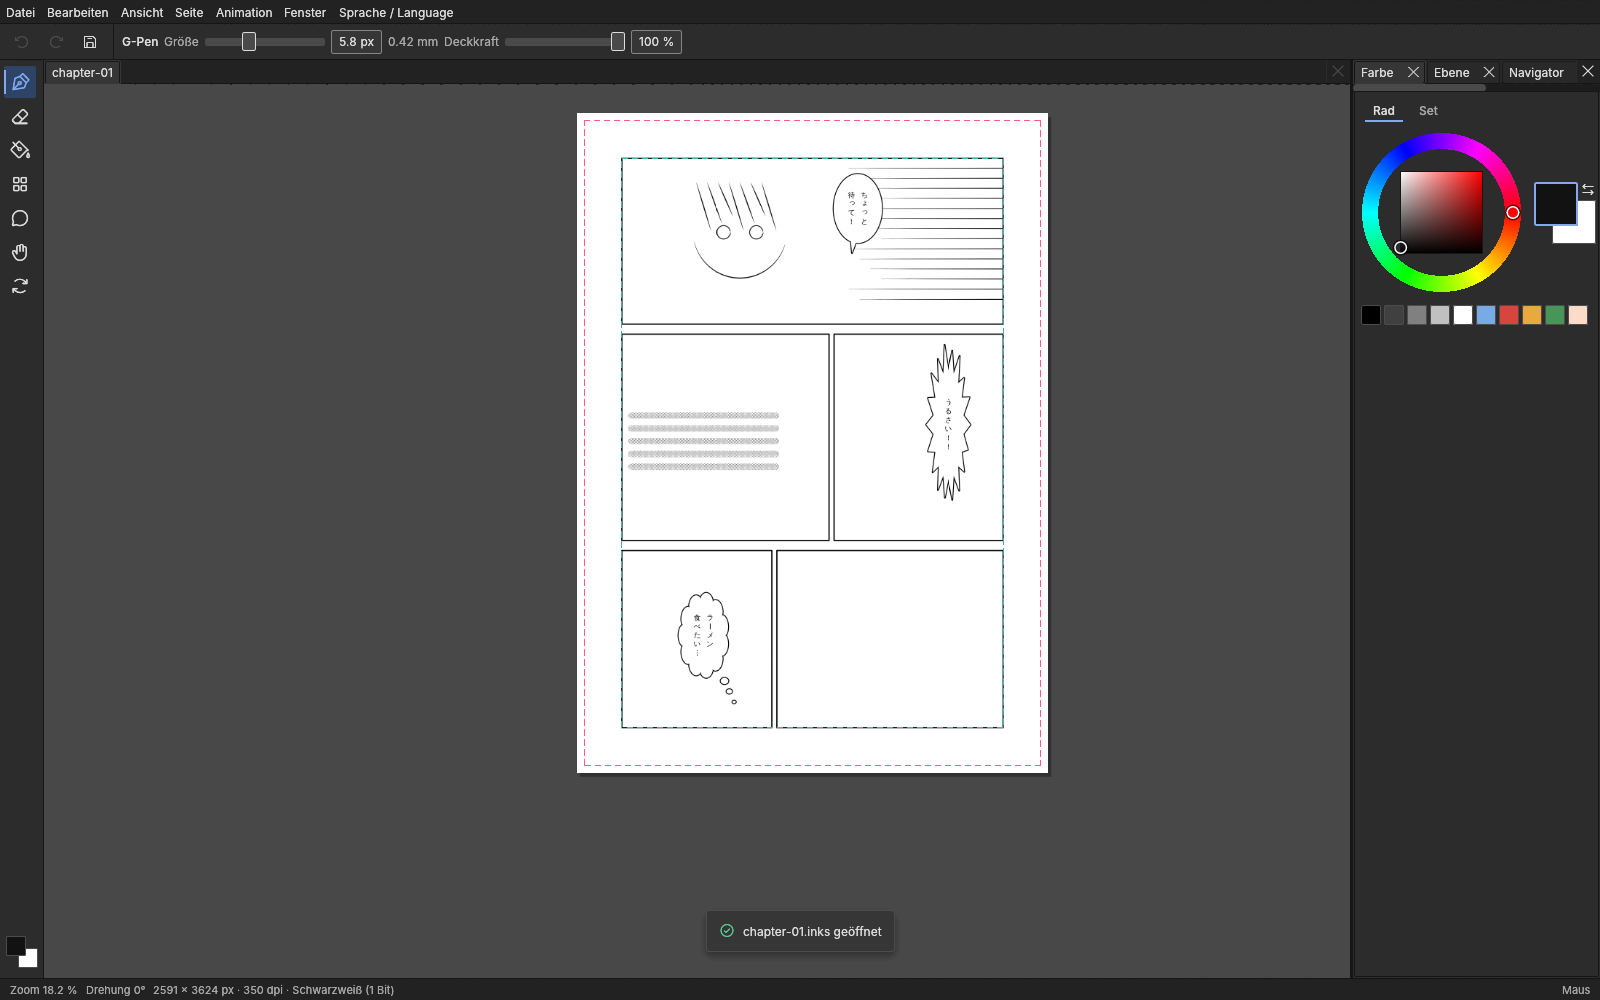 Datei Bearbeiten Ansicht Seite Animation Fenster Sprache / Language
G-Pen Größe 5.8 px 0.42 mm Deckkraft 100 %
chapter-01
Farbe Ebene Navigator
Rad Set
ちょっと
待って！
うるさい！！
ラーメン
食べたい…
chapter-01.inks geöffnet
Zoom 18.2 % Drehung 0° 2591 × 3624 px · 350 dpi · Schwarzweiß (1 Bit) Maus